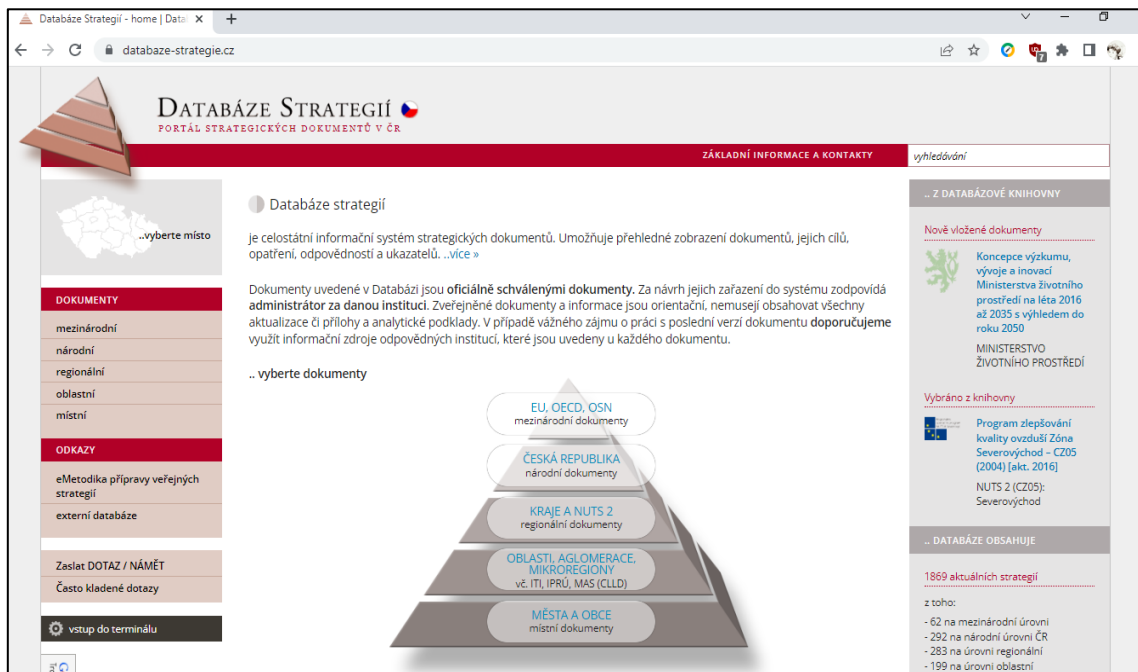 Databáze Strategií - home | Data
databaze-strategie.cz
7
DATABÁZE STRATEGIÍ
PORTÁL STRATEGICKÝCH DOKUMENTŮ V ČR
ZÁKLADNÍ INFORMACE A KONTAKTY
vyhledávání
..vyberte místo
DOKUMENTY
mezinárodní
národní
regionální
oblastní
místní
ODKAZY
eMetodika přípravy veřejných
strategií
externí databáze
Zaslat DOTAZ / NÁMĚT
Často kladené dotazy
vstup do terminálu
Databáze strategií
je celostátní informační systém strategických dokumentů. Umožňuje přehledné zobrazení dokumentů, jejich cílů,
opatření, odpovědností a ukazatelů. ..více »
Dokumenty uvedené v Databázi jsou oficiálně schválenými dokumenty. Za návrh jejich zařazení do systému zodpovídá
administrátor za danou instituci. Zveřejněné dokumenty a informace jsou orientační, nemusejí obsahovat všechny
aktualizace či přílohy a analytické podklady. V případě vážného zájmu o práci s poslední verzí dokumentu doporučujeme
využít informační zdroje odpovědných institucí, které jsou uvedeny u každého dokumentu.
.. vyberte dokumenty
EU, OECD, OSN
mezinárodní dokumenty
ČESKÁ REPUBLIKA
národní dokumenty
KRAJE A NUTS 2
regionální dokumenty
OBLASTI, AGLOMERACE,
MIKROREGIONY
vč. ITI, IPRÚ, MAS (CLLD)
MĚSTA A OBCE
místní dokumenty
.. Z DATABÁZOVÉ KNIHOVNY
Nově vložené dokumenty
Koncepce výzkumu,
vývoje a inovací
Ministerstva životního
prostředí na léta 2016
až 2035 s výhledem do
roku 2050
MINISTERSTVO
ŽIVOTNÍHO PROSTŘEDÍ
Vybráno z knihovny
Program zlepšování
kvality ovzduší Zóna
Severovýchod – CZ05
(2004) [akt. 2016]
NUTS 2 (CZ05):
Severovýchod
.. DATABÁZE OBSAHUJE
1869 aktuálních strategií
z toho:
- 62 na mezinárodní úrovni
- 292 na národní úrovni ČR
- 283 na úrovni regionální
- 199 na úrovni oblastní